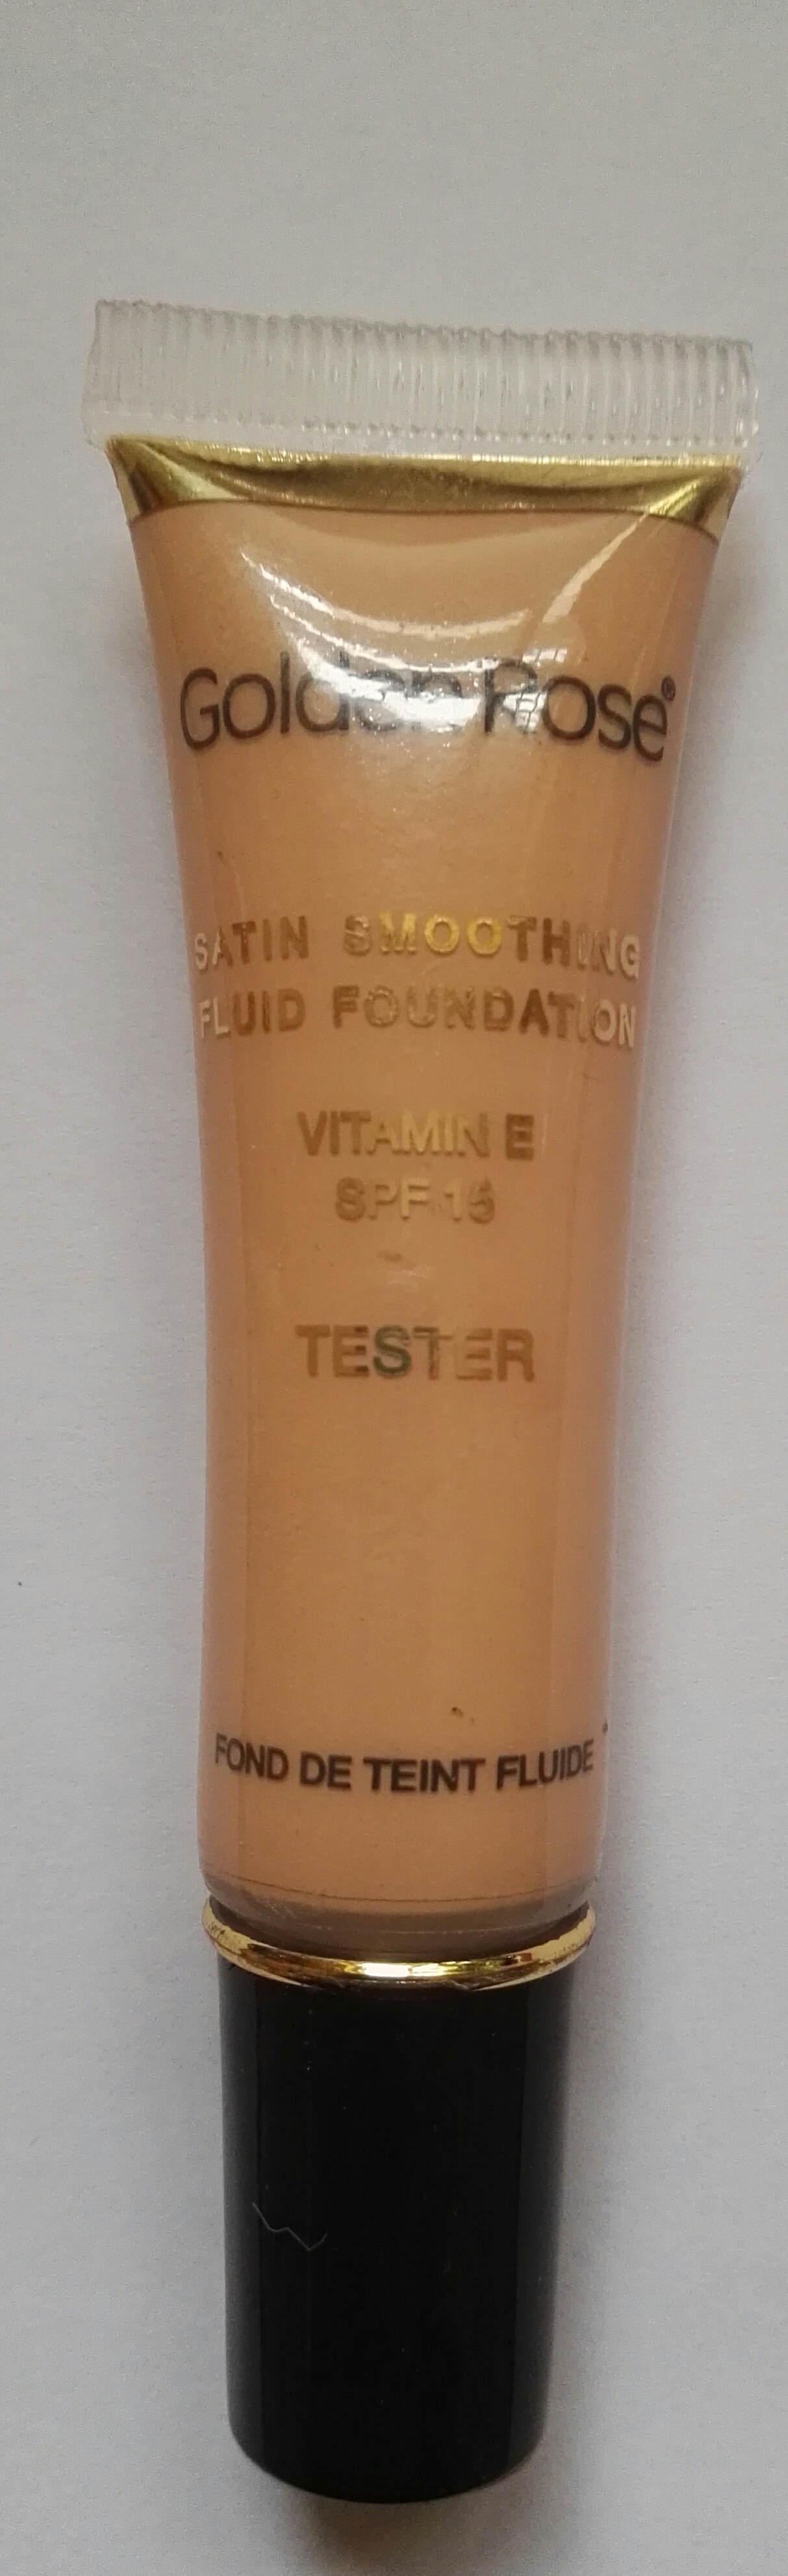 Golden Rose®
SATIN SMOOTHING
FLUID FOUNDATION
VITAMIN E
SPF 15
TESTER
FOND DE TEINT FLUIDE